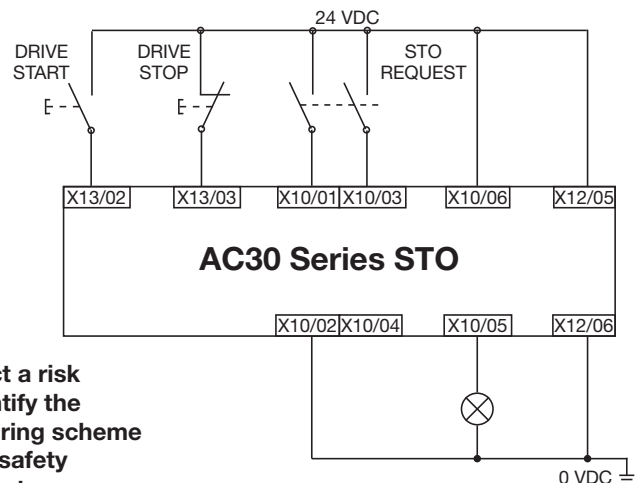 24 VDC
DRIVE
START
DRIVE
STOP
STO
REQUEST
X13/02
X13/03
X10/01
X10/03
X10/06
X12/05
AC30 Series STO
X10/02
X10/04
X10/05
X12/06
ct a risk
ntify the
ring scheme
safety
0 VDC